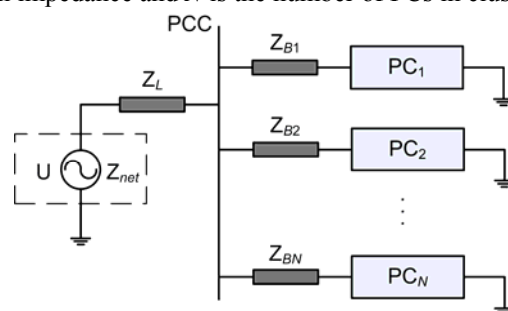 n impedance and N is the number of PCs in clus
PCC
Z_B1
PC_1
Z_L
Z_B2
PC_2
U
Z_net
Z_BN
PC_N